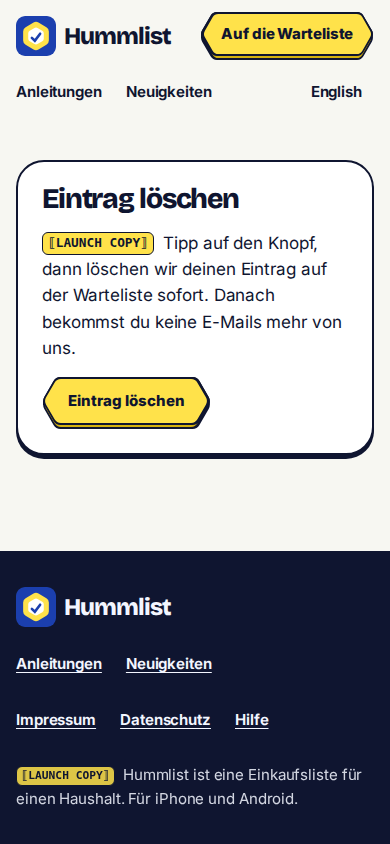 Hummlist
Auf die Warteliste
Anleitungen Neuigkeiten English
Eintrag löschen
⟦LAUNCH COPY⟧ Tipp auf den Knopf,
dann löschen wir deinen Eintrag auf
der Warteliste sofort. Danach
bekommst du keine E-Mails mehr von
uns.
Eintrag löschen
Hummlist
Anleitungen Neuigkeiten
Impressum Datenschutz Hilfe
⟦LAUNCH COPY⟧ Hummlist ist eine Einkaufsliste für
einen Haushalt. Für iPhone und Android.